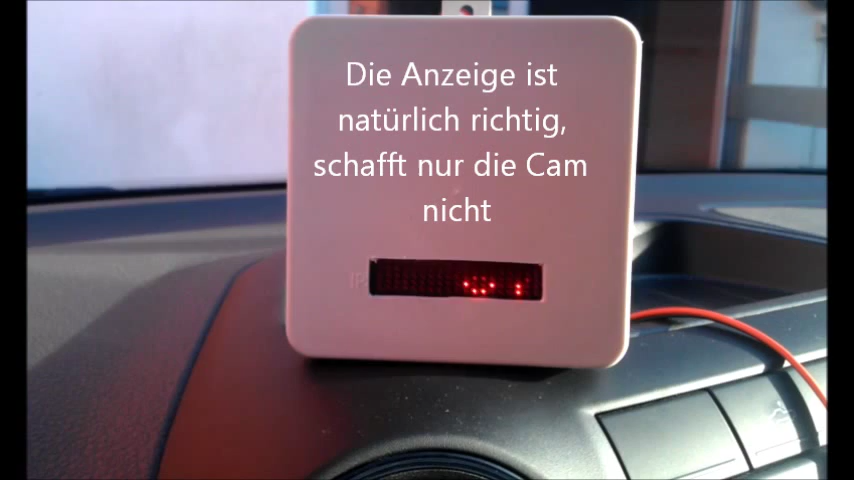 Die Anzeige ist
natürlich richtig,
schafft nur die Cam
nicht